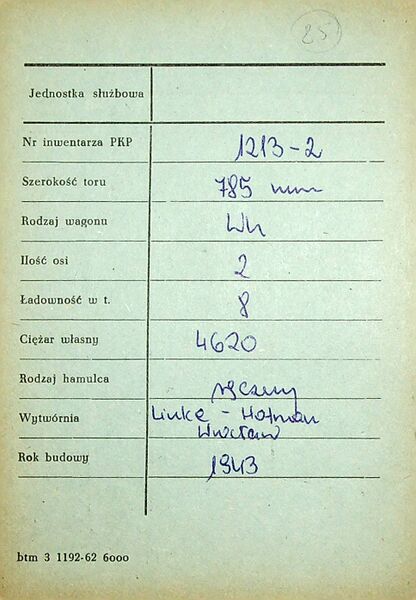 25
Jednostka służbowa
Nr inwentarza PKP 1213-2
Szerokość toru 785 mm
Rodzaj wagonu Wh
Ilość osi 2
Ładowność w t. 8
Ciężar własny 4620
Rodzaj hamulca ręczny
Wytwórnia Linke - Hofman
Wrocław
Rok budowy 1943
btm 3 1192-62 6000